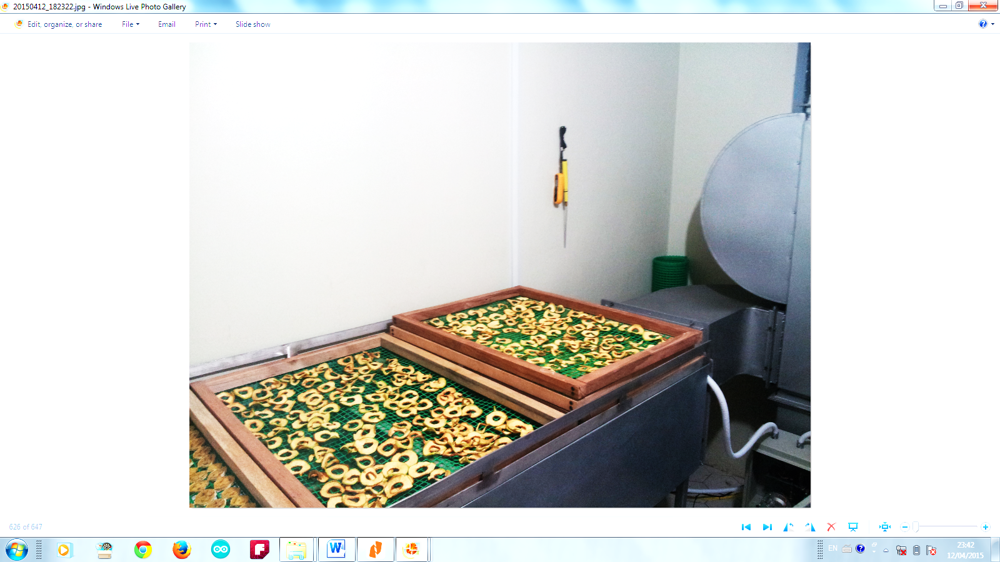 20150412_182322.jpg - Windows Live Photo Gallery
Edit, organize, or share File Email Print Slide show
626 of 647
EN
23:42
12/04/2015